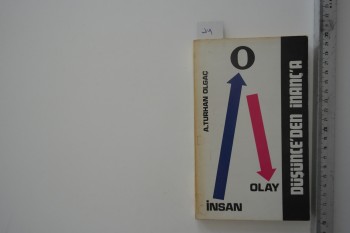 O
A.TURHAN OLGAÇ
OLAY
İNSAN
DÜŞÜNCE'DEN İNANÇ'A